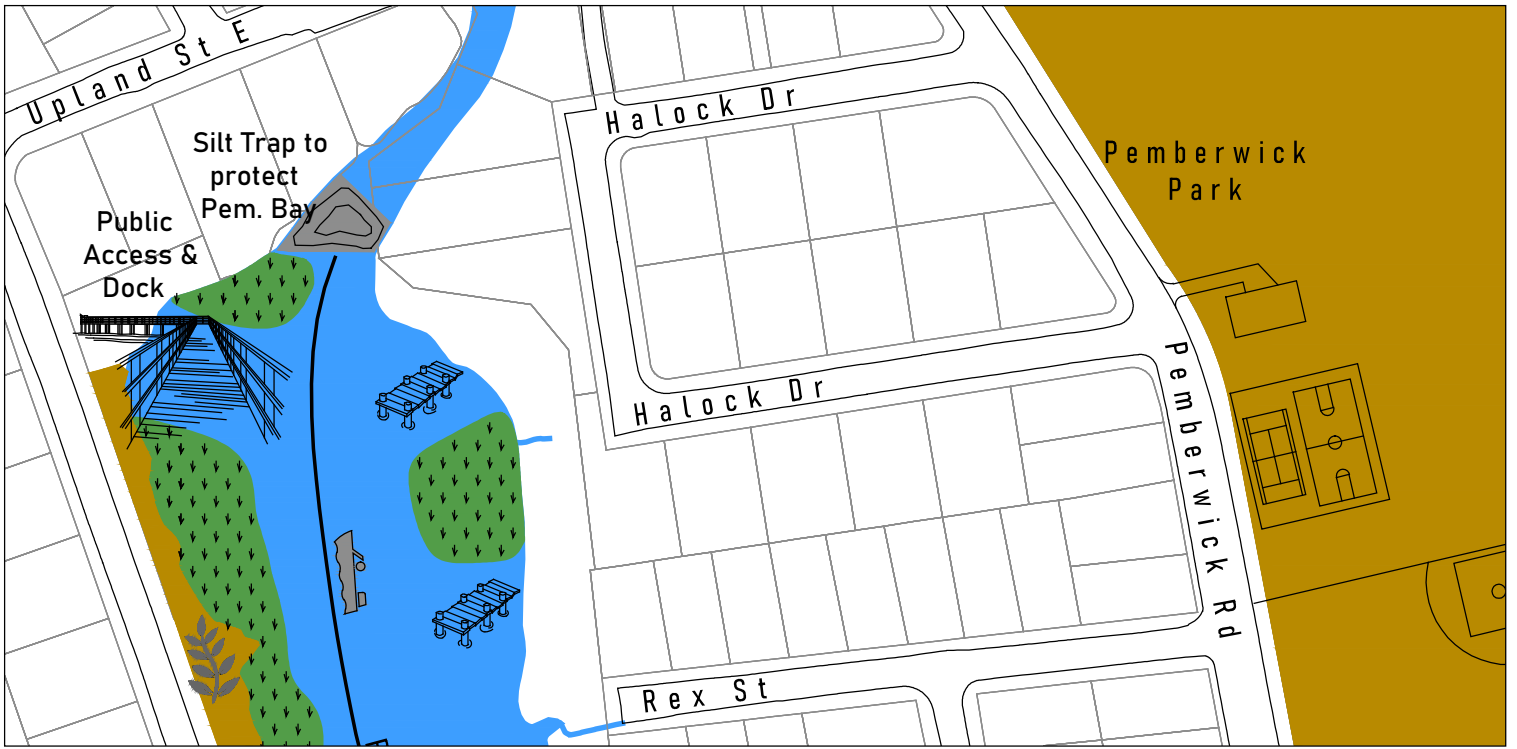 Upland St E
Halock Dr
Silt Trap to
protect
Pem. Bay
Pemberwick
Park
Public
Access &
Dock
Halock Dr
Pemberwick Rd
Rex St